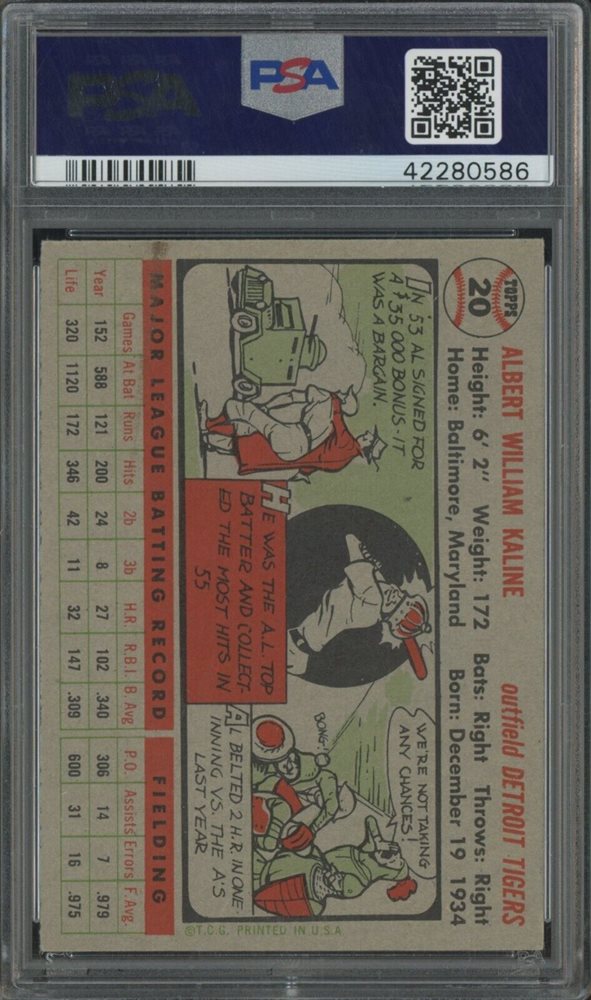 PSA
PSA
42280586
TOPPS
20
ALBERT WILLIAM KALINE outfield DETROIT TIGERS
Height: 6' 2" Weight: 172 Bats: Right Throws: Right
Home: Baltimore, Maryland Born: December 19 1934
IN '53 AL SIGNED FOR
A $35000 BONUS-IT
WAS A BARGAIN.
HE WAS THE A.L. TOP
BATTER AND COLLECT-
ED THE MOST HITS IN
55
WE'RE NOT TAKING
ANY CHANCES!
BONG!
AL BELTED 2 H.R. IN ONE
INNING VS. THE A'S
LAST YEAR
MAJOR LEAGUE BATTING RECORD FIELDING
Games At Bat Runs Hits 2b 3b H.R. R.B.I. B Avg P.O. Assists Errors F. Avg.
Year 152 588 121 200 24 8 27 102 .340 306 14 7 .979
Life 320 1120 172 346 42 11 32 147 .309 600 31 16 .975
©T.C.G. PRINTED IN U.S.A